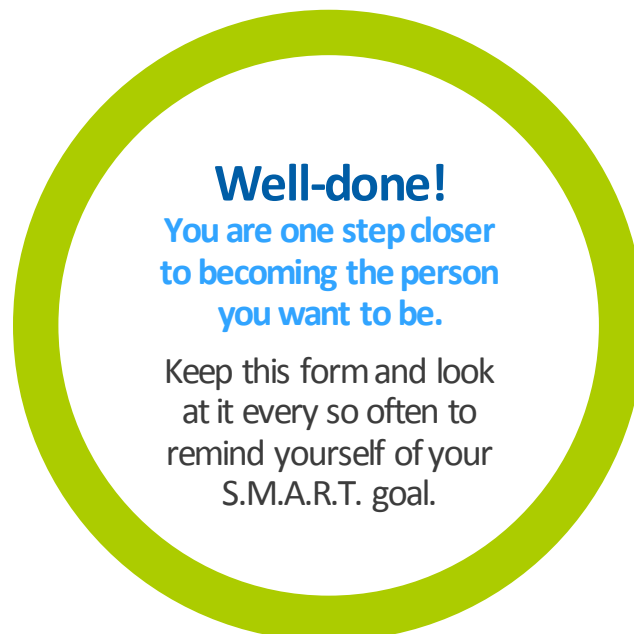 Well-done!
You are one step closer
to becoming the person
you want to be.
Keep this form and look
at it every so often to
remind yourself of your
S.M.A.R.T. goal.